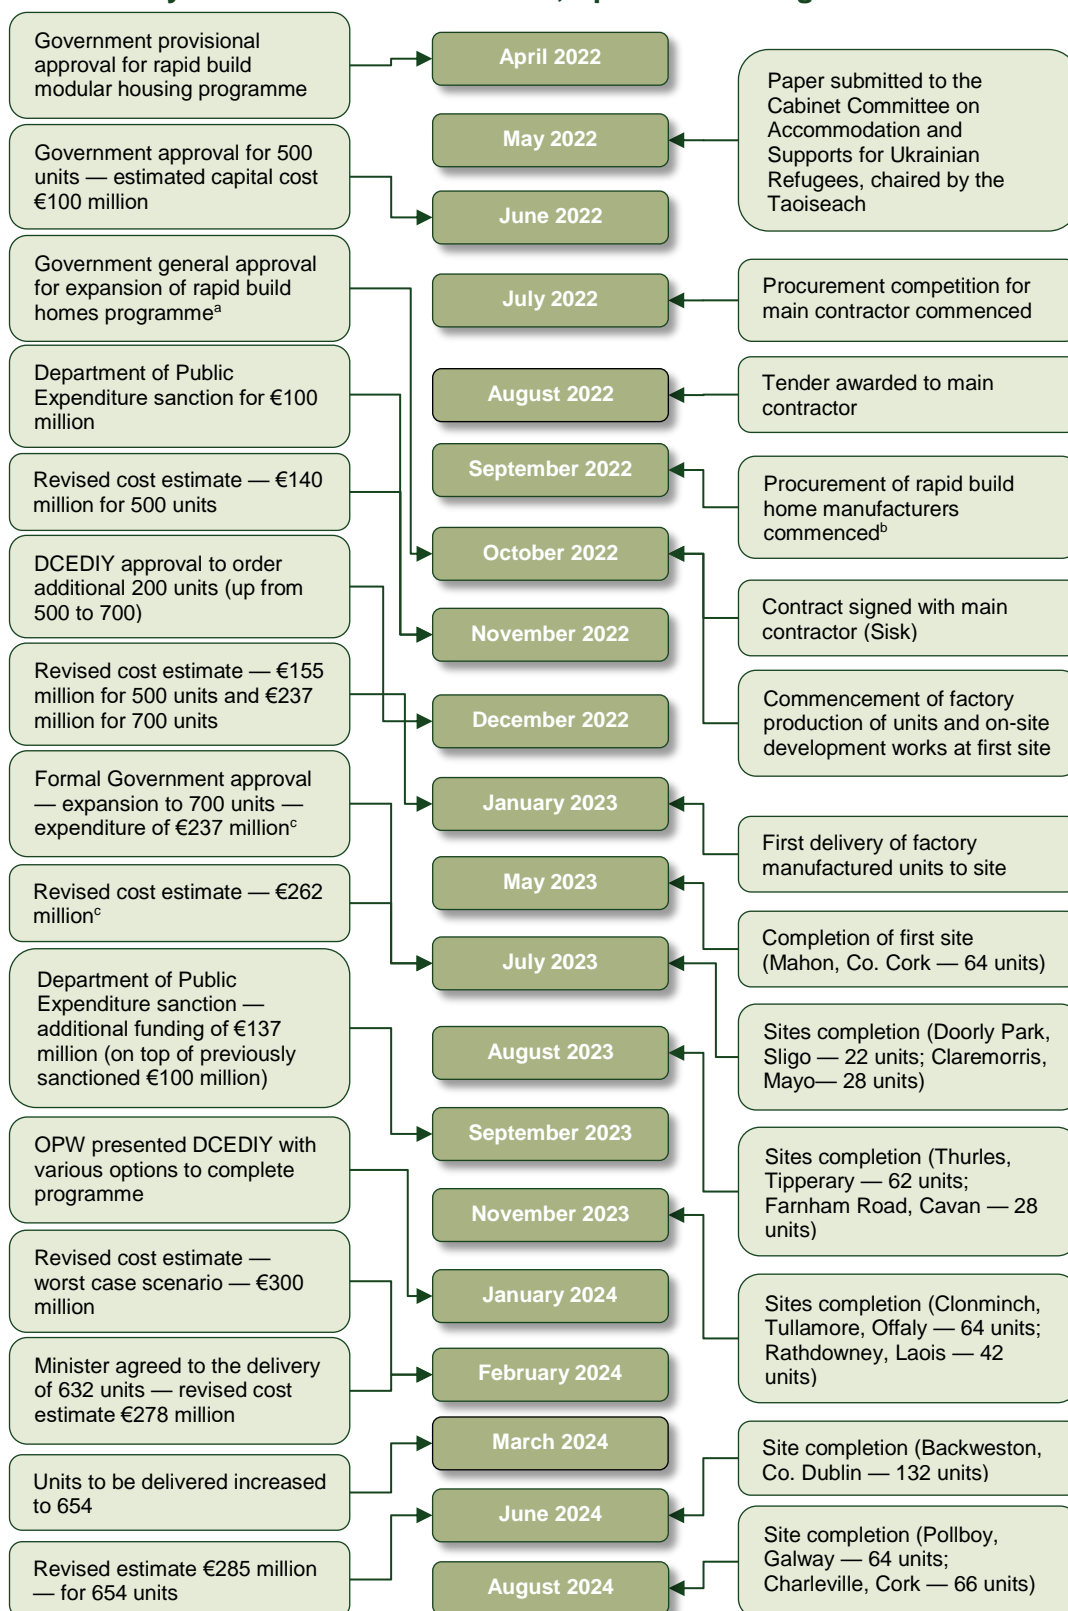 Government provisional
approval for rapid build
modular housing programme
Government approval for 500
units — estimated capital cost
€100 million
Government general approval
for expansion of rapid build
homes programmeᵃ
Department of Public
Expenditure sanction for €100
million
Revised cost estimate — €140
million for 500 units
DCEDIY approval to order
additional 200 units (up from
500 to 700)
Revised cost estimate — €155
million for 500 units and €237
million for 700 units
Formal Government approval
— expansion to 700 units —
expenditure of €237 millionᶜ
Revised cost estimate — €262
millionᶜ
Department of Public
Expenditure sanction —
additional funding of €137
million (on top of previously
sanctioned €100 million)
OPW presented DCEDIY with
various options to complete
programme
Revised cost estimate —
worst case scenario — €300
million
Minister agreed to the delivery
of 632 units — revised cost
estimate €278 million
Units to be delivered increased
to 654
Revised estimate €285 million
— for 654 units
April 2022
May 2022
June 2022
July 2022
August 2022
September 2022
October 2022
November 2022
December 2022
January 2023
May 2023
July 2023
August 2023
September 2023
November 2023
January 2024
February 2024
March 2024
June 2024
August 2024
Paper submitted to the
Cabinet Committee on
Accommodation and
Supports for Ukrainian
Refugees, chaired by the
Taoiseach
Procurement competition for
main contractor commenced
Tender awarded to main
contractor
Procurement of rapid build
home manufacturers
commencedᵇ
Contract signed with main
contractor (Sisk)
Commencement of factory
production of units and on-site
development works at first site
First delivery of factory
manufactured units to site
Completion of first site
(Mahon, Co. Cork — 64 units)
Sites completion (Doorly Park,
Sligo — 22 units; Claremorris,
Mayo— 28 units)
Sites completion (Thurles,
Tipperary — 62 units;
Farnham Road, Cavan — 28
units)
Sites completion (Clonminch,
Tullamore, Offaly — 64 units;
Rathdowney, Laois — 42
units)
Site completion (Backweston,
Co. Dublin — 132 units)
Site completion (Pollboy,
Galway — 64 units;
Charleville, Cork — 66 units)